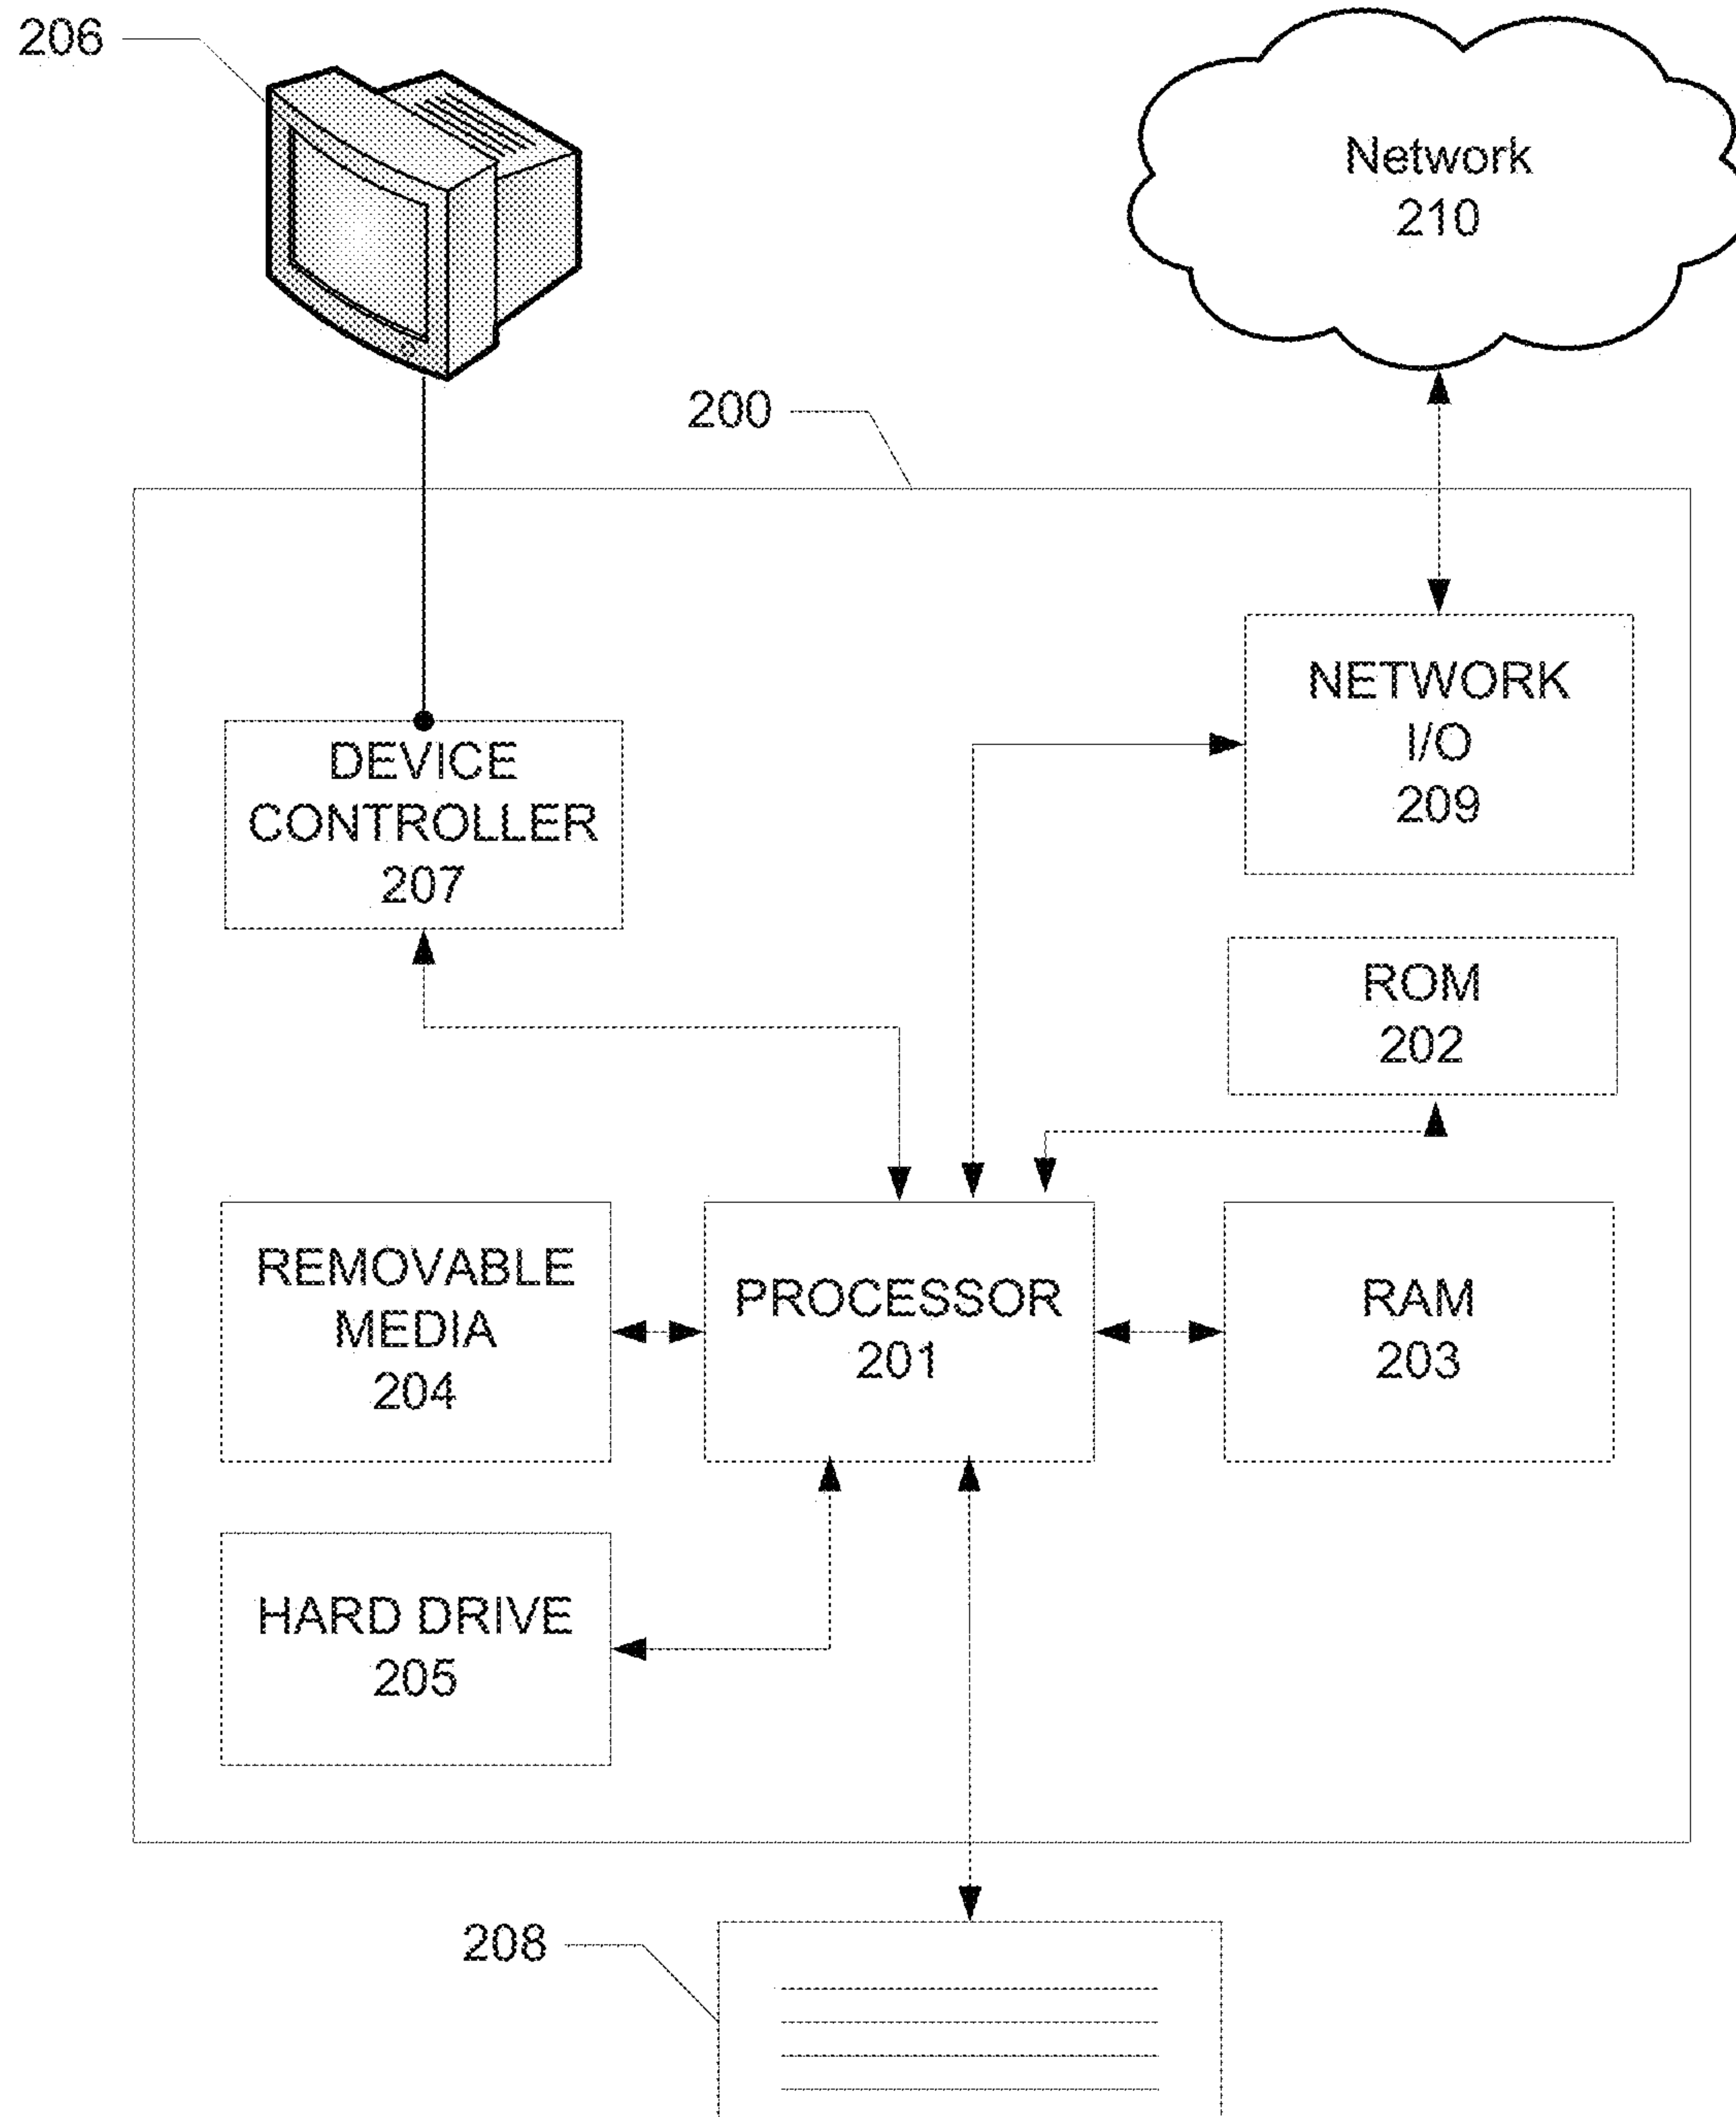 206
Network
210
200
NETWORK
I/O
209
DEVICE
CONTROLLER
207
ROM
202
REMOVABLE
MEDIA
204
PROCESSOR
201
RAM
203
HARD DRIVE
205
208